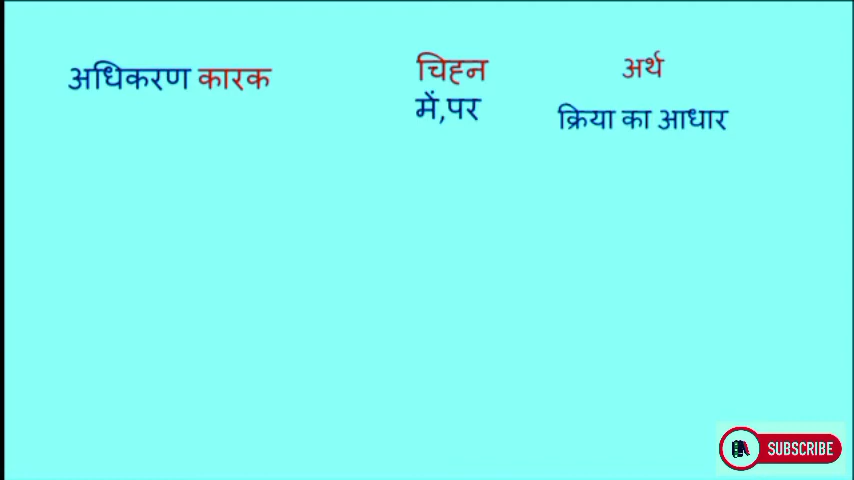 अधिकरण कारक
चिह्न
में,पर
अर्थ
क्रिया का आधार
SUBSCRIBE